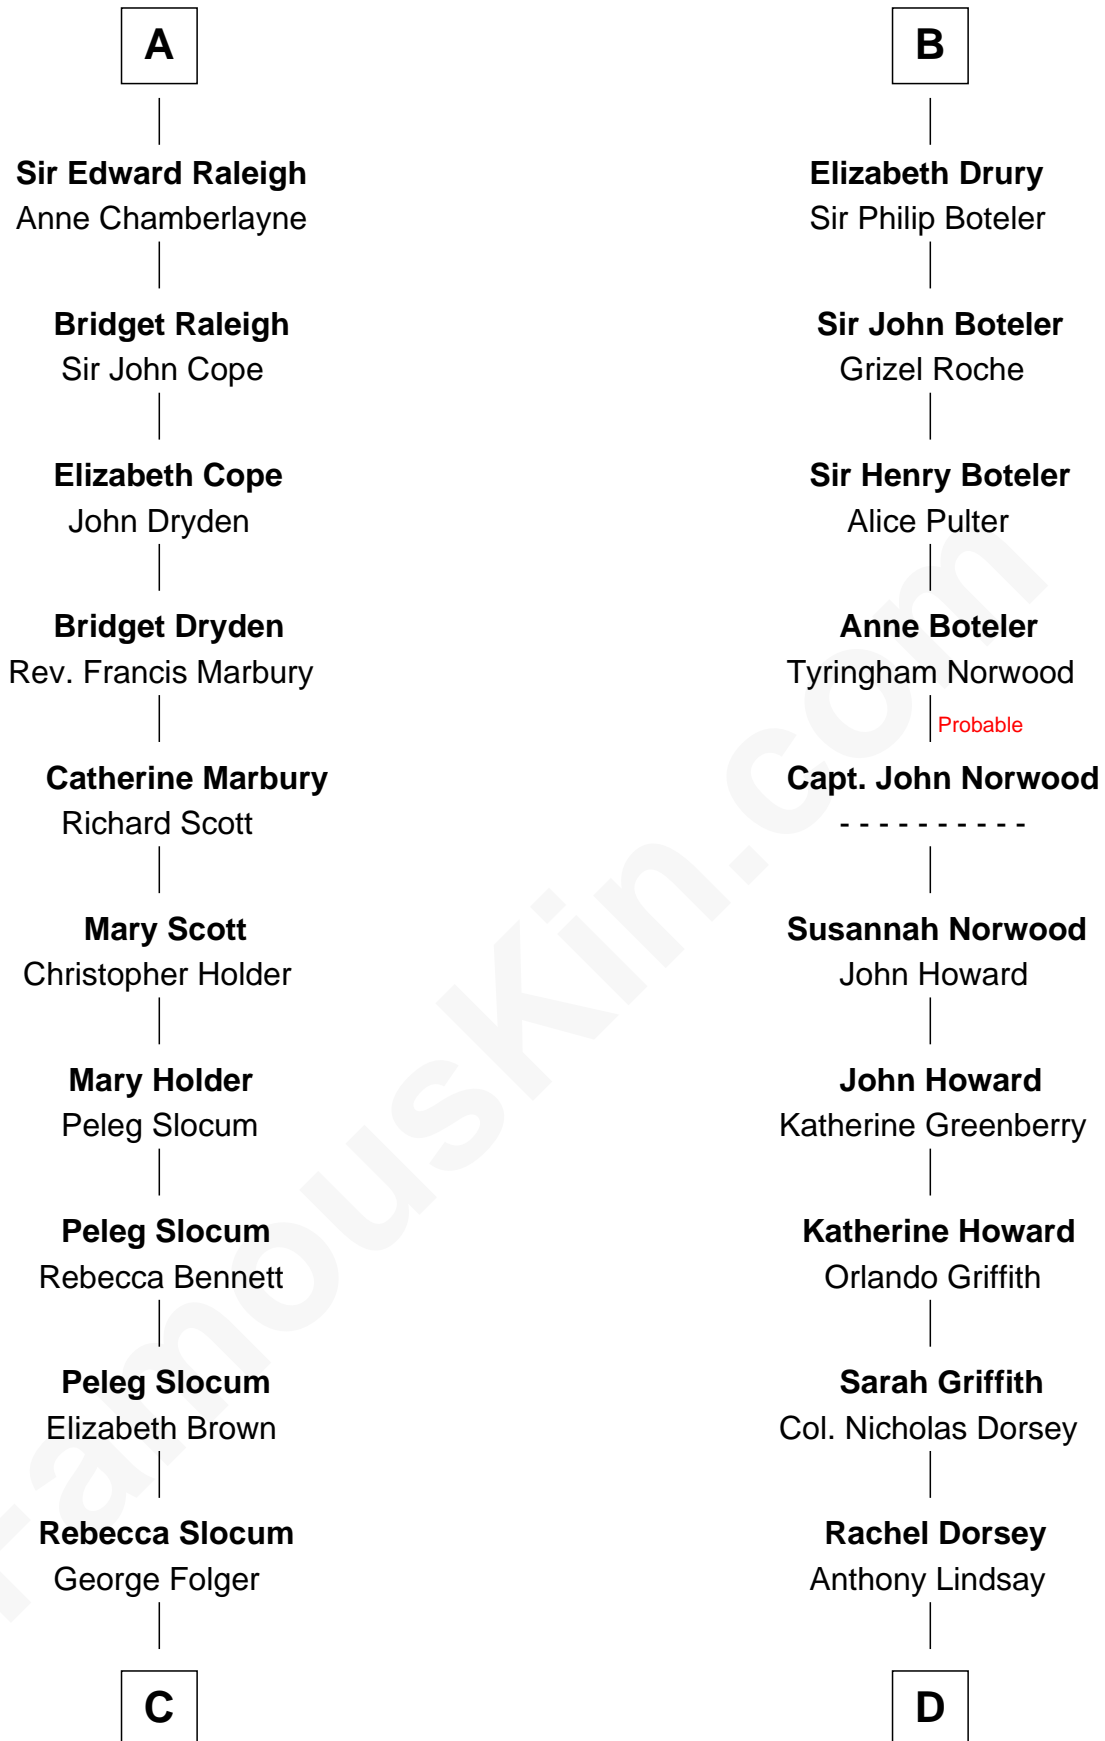 A
Sir Edward Raleigh
Anne Chamberlayne
Bridget Raleigh
Sir John Cope
Elizabeth Cope
John Dryden
Bridget Dryden
Rev. Francis Marbury
Catherine Marbury
Richard Scott
Mary Scott
Christopher Holder
Mary Holder
Peleg Slocum
Peleg Slocum
Rebecca Bennett
Peleg Slocum
Elizabeth Brown
Rebecca Slocum
George Folger
C
B
Elizabeth Drury
Sir Philip Boteler
Sir John Boteler
Grizel Roche
Sir Henry Boteler
Alice Pulter
Anne Boteler
Tyringham Norwood
Probable
Capt. John Norwood
- - - - - - - - - -
Susannah Norwood
John Howard
John Howard
Katherine Greenberry
Katherine Howard
Orlando Griffith
Sarah Griffith
Col. Nicholas Dorsey
Rachel Dorsey
Anthony Lindsay
D
FamousKin.com